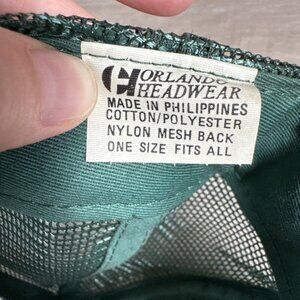 ORLANDO
HEADWEAR
MADE IN PHILIPPINES
COTTON/POLYESTER
NYLON MESH BACK
ONE SIZE FITS ALL